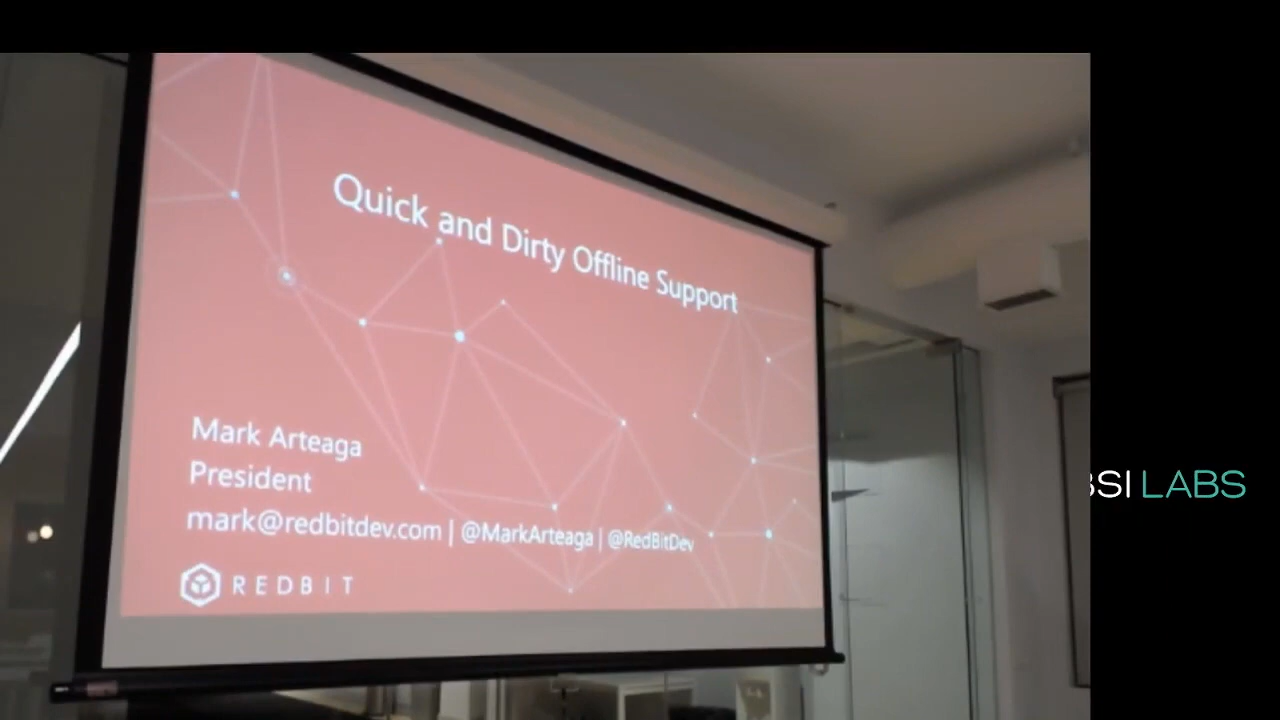 Quick and Dirty Offline Support
Mark Arteaga
President
mark@redbitdev.com | @MarkArteaga | @RedBitDev
REDBIT
SI LABS